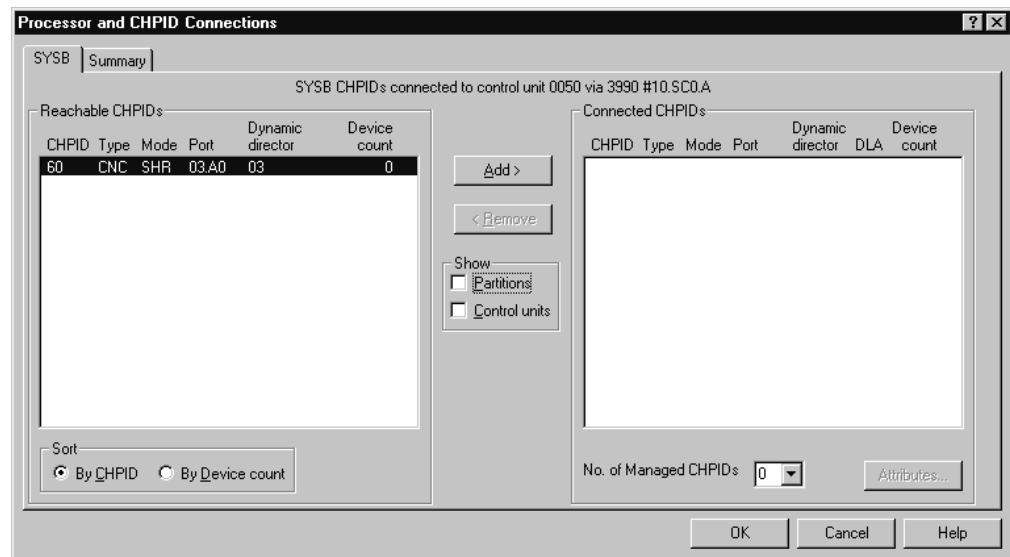 Processor and CHPID Connections
SYSB Summary
SYSB CHPIDs connected to control unit 0050 via 3990 #10.SC0.A
Reachable CHPIDs
CHPID Type Mode Port Dynamic director Device count
60 CNC SHR 03.A0 03 0
Sort
By CHPID By Device count
Add >
< Remove
Show
Partitions
Control units
Connected CHPIDs
CHPID Type Mode Port Dynamic director DLA Device count
No. of Managed CHPIDs 0
Attributes...
OK Cancel Help